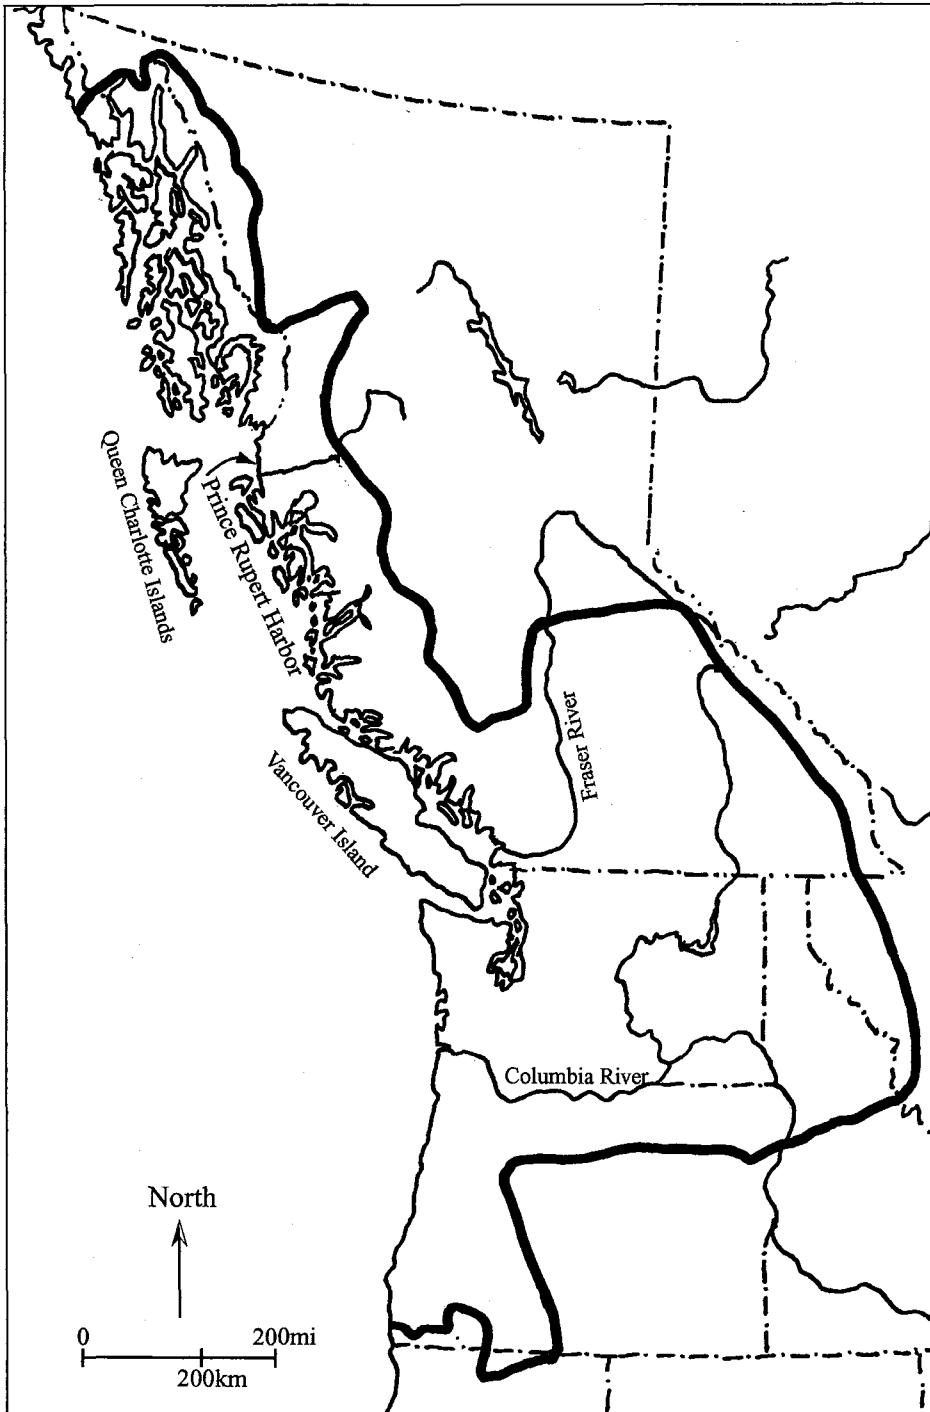 Queen Charlotte Islands
Prince Rupert Harbor
Vancouver Island
Fraser River
Columbia River
North
0 200mi
200km